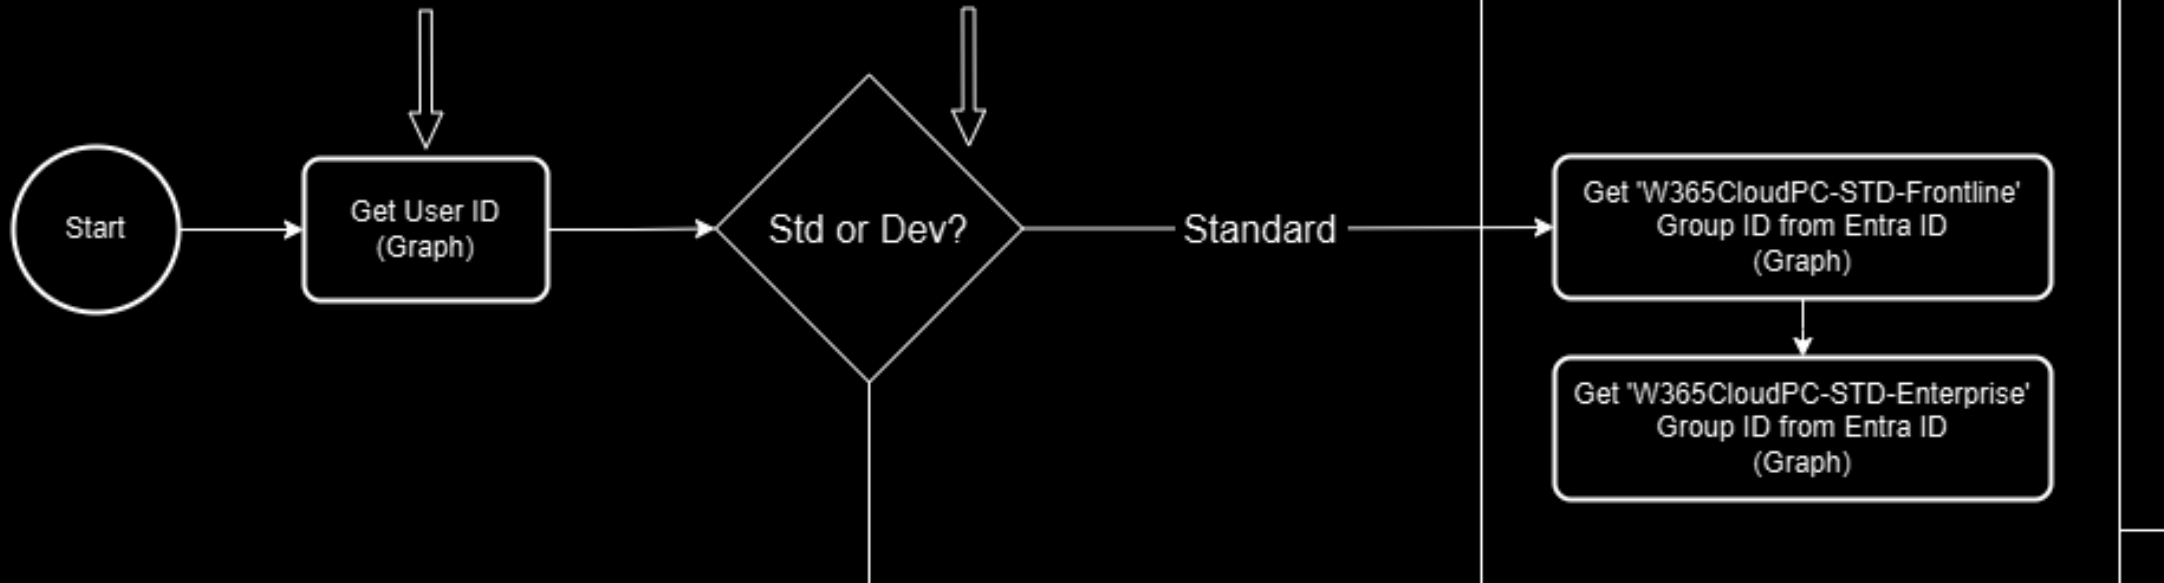 Start
Get User ID
(Graph)
Std or Dev?
Standard
Get 'W365CloudPC-STD-Frontline'
Group ID from Entra ID
(Graph)
Get 'W365CloudPC-STD-Enterprise'
Group ID from Entra ID
(Graph)